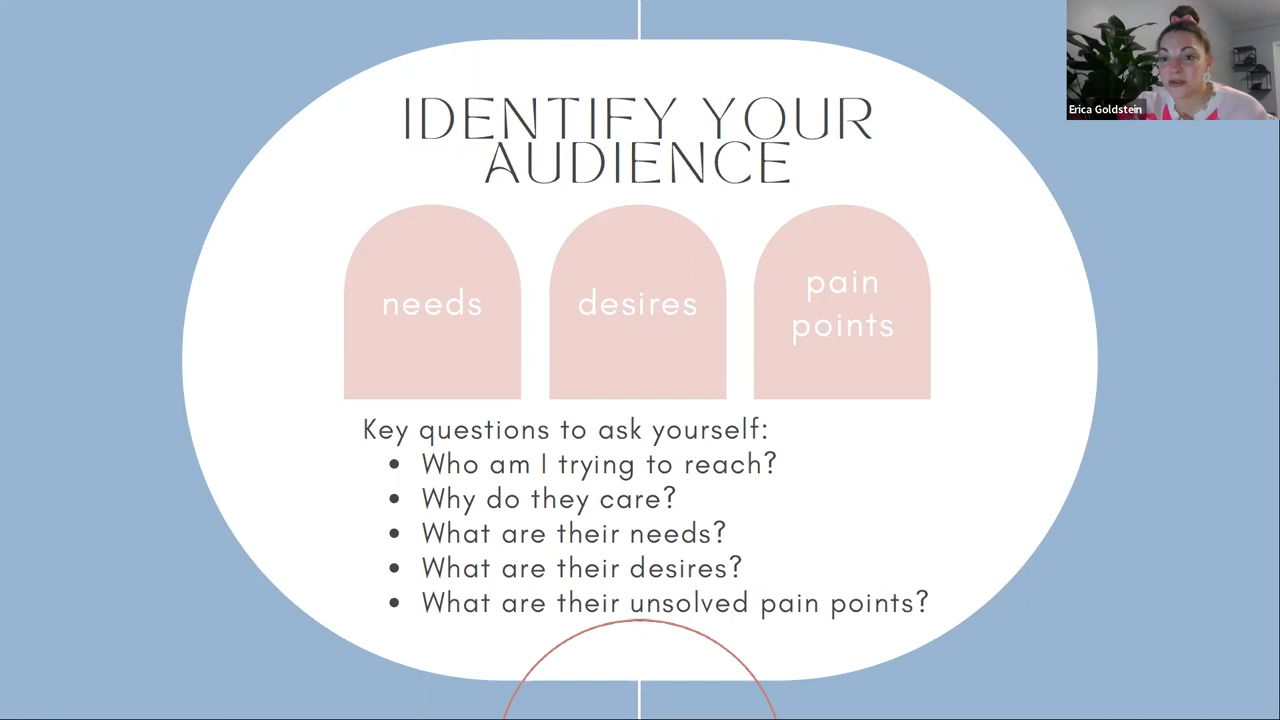 IDENTIFY YOUR
AUDIENCE
needs
desires
pain
points
Key questions to ask yourself:
• Who am I trying to reach?
• Why do they care?
• What are their needs?
• What are their desires?
• What are their unsolved pain points?
Erica Goldstein